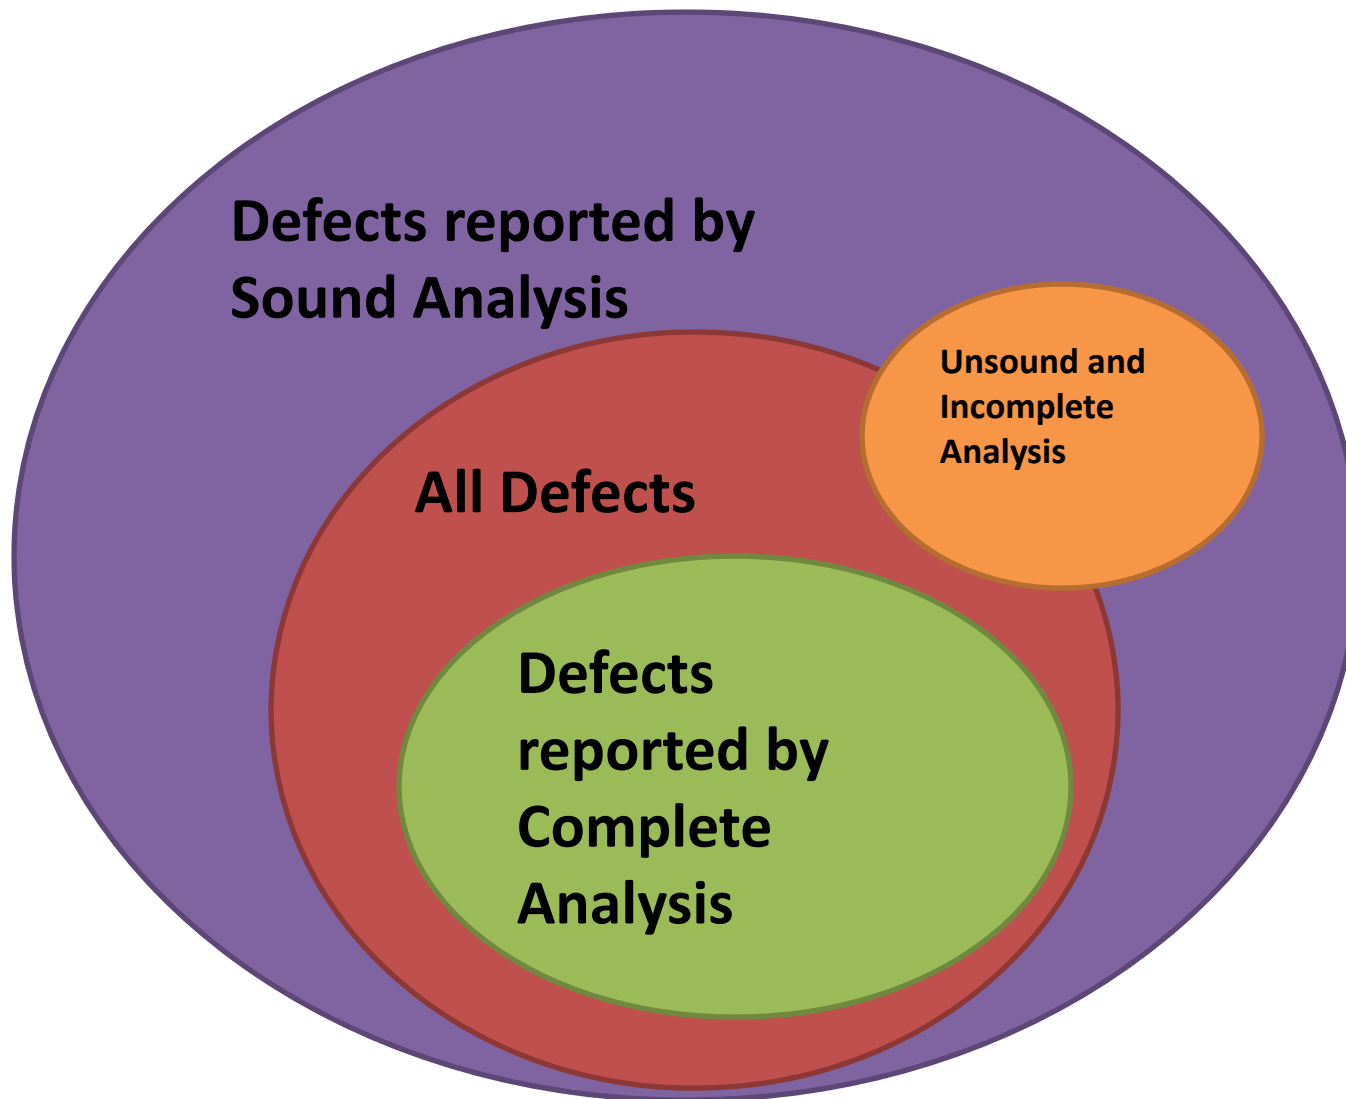 Defects reported by
Sound Analysis
Unsound and
Incomplete
Analysis
All Defects
Defects
reported by
Complete
Analysis